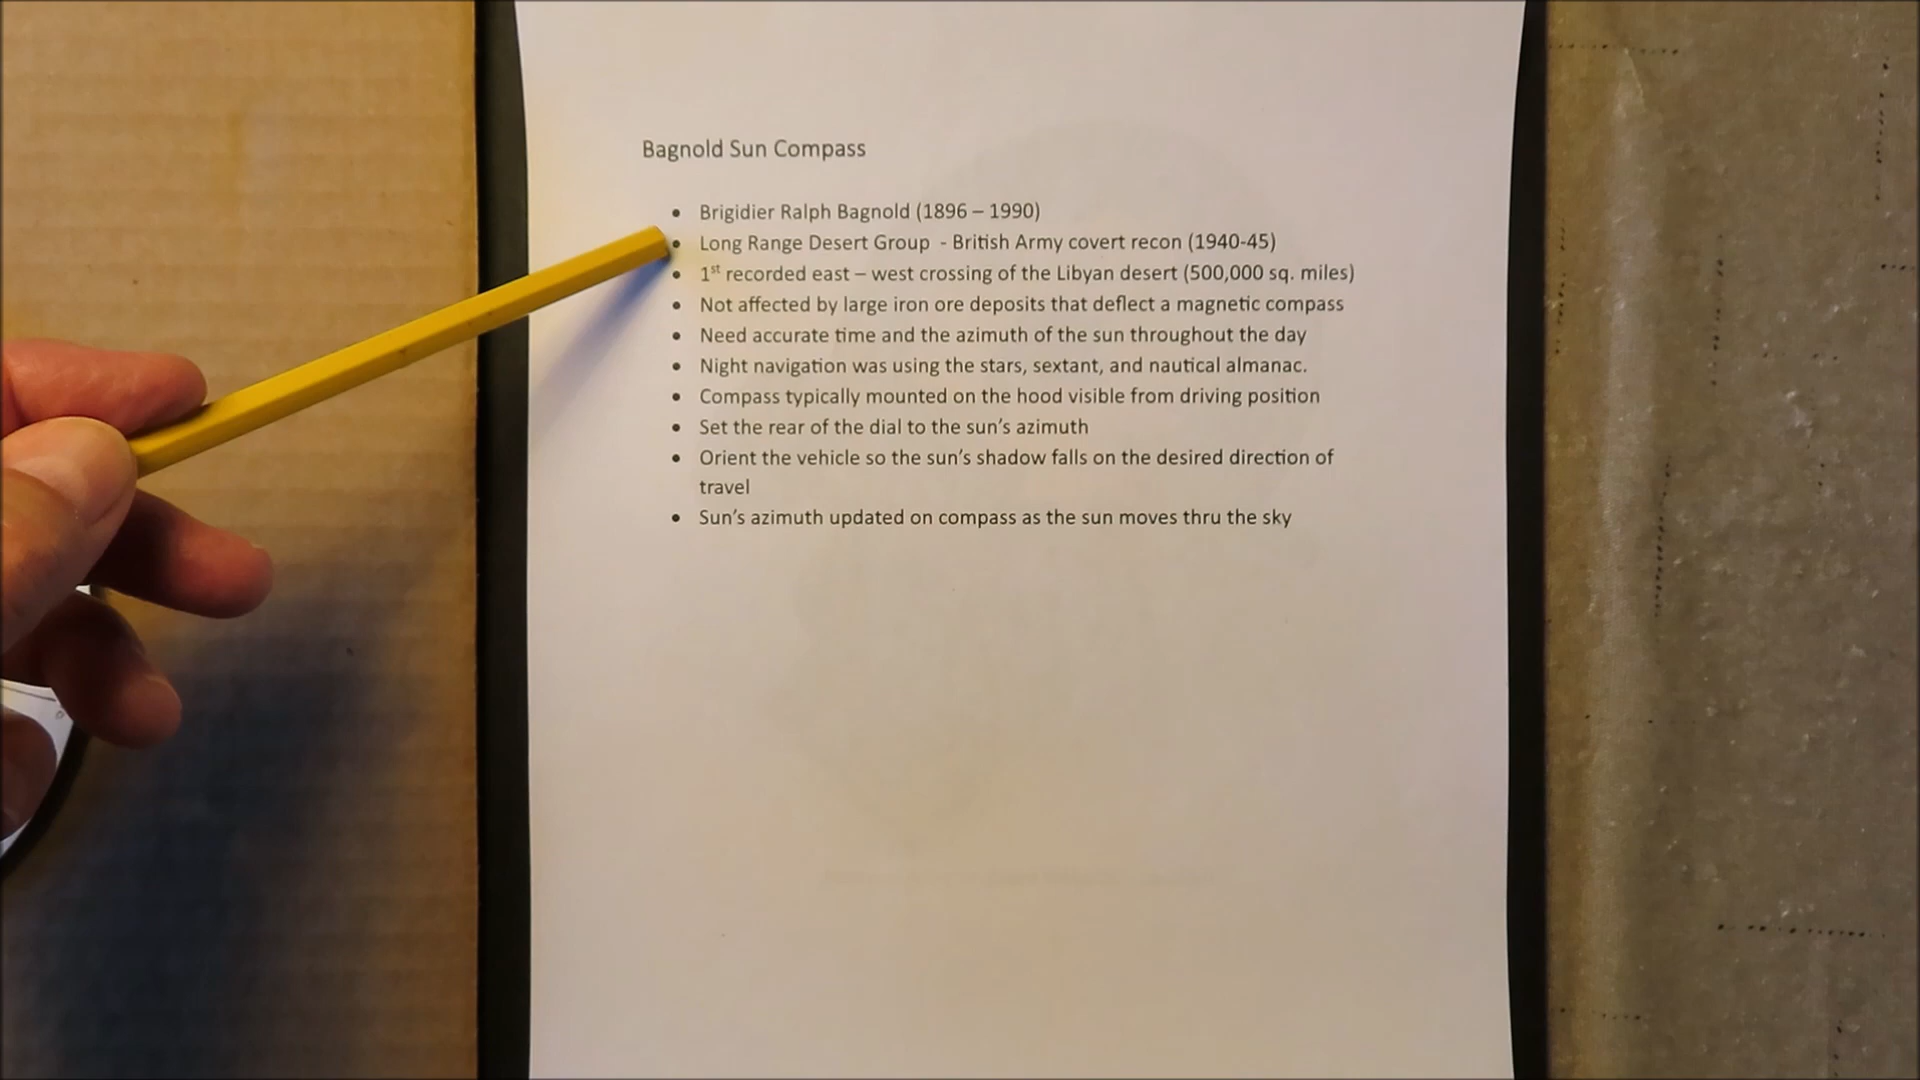 Bagnold Sun Compass
• Brigidier Ralph Bagnold (1896 – 1990)
• Long Range Desert Group - British Army covert recon (1940-45)
• 1st recorded east – west crossing of the Libyan desert (500,000 sq. miles)
• Not affected by large iron ore deposits that deflect a magnetic compass
• Need accurate time and the azimuth of the sun throughout the day
• Night navigation was using the stars, sextant, and nautical almanac.
• Compass typically mounted on the hood visible from driving position
• Set the rear of the dial to the sun’s azimuth
• Orient the vehicle so the sun’s shadow falls on the desired direction of
travel
• Sun’s azimuth updated on compass as the sun moves thru the sky